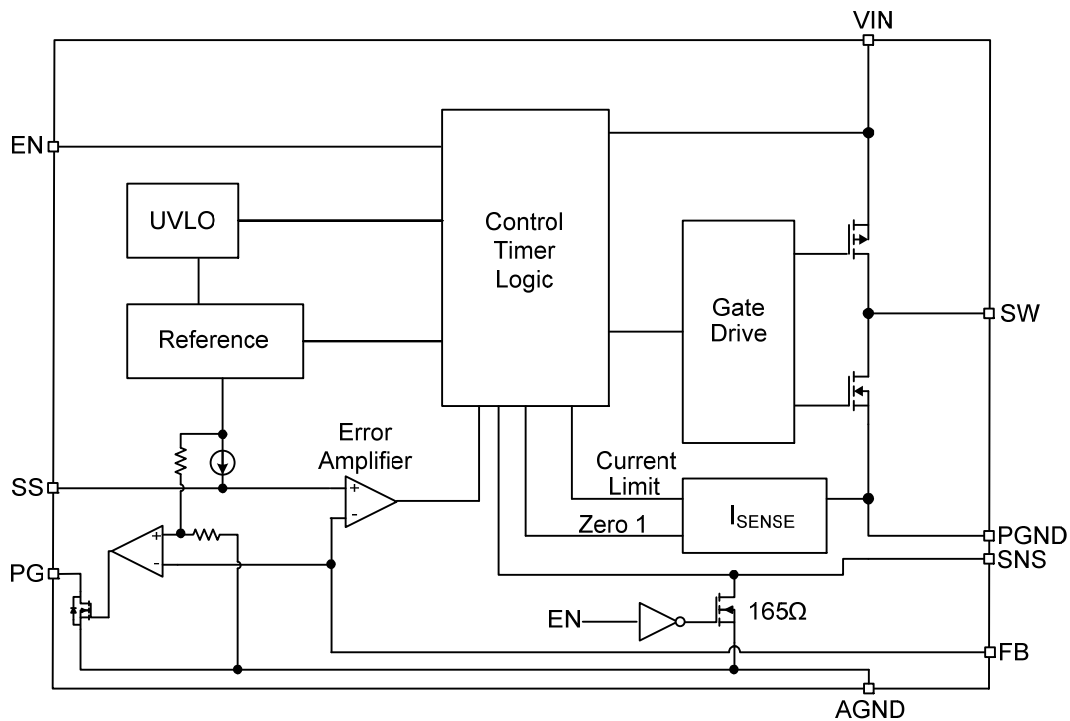 VIN
EN
UVLO
Control
Timer
Logic
Gate
Drive
SW
Reference
Error
Amplifier
+
-
SS
Current
Limit
Zero 1
ISENSE
PGND
SNS
+
-
PG
EN
165Ω
FB
AGND